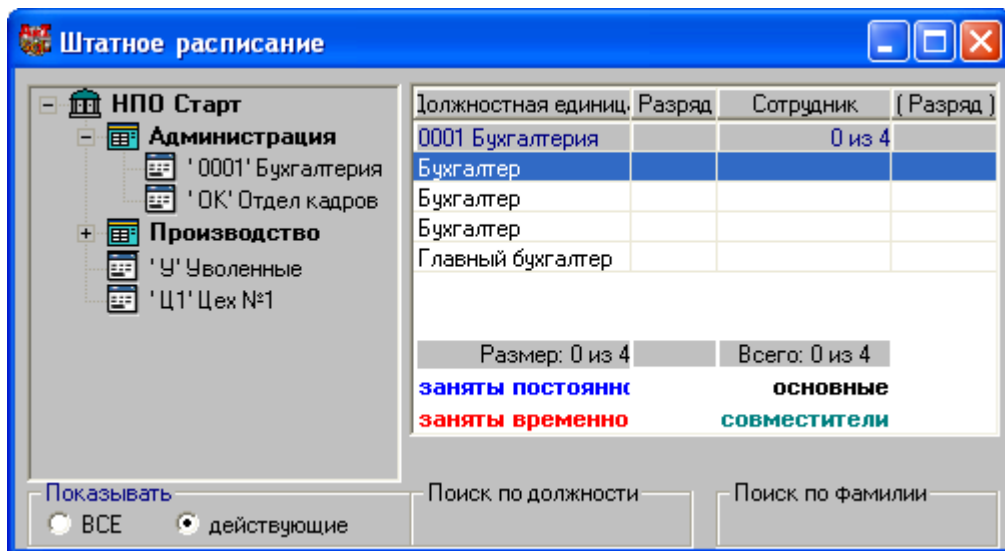 Штатное расписание
НПО Старт
Администрация
'0001' Бухгалтерия
'ОК' Отдел кадров
Производство
'У' Уволенные
'Ц1' Цех №1
Должностная единиц. Разряд Сотрудник ( Разряд )
0001 Бухгалтерия 0 из 4
Бухгалтер
Бухгалтер
Бухгалтер
Главный бухгалтер
Размер: 0 из 4 Всего: 0 из 4
заняты постоянно основные
заняты временно совместители
Показывать
ВСЕ действующие
Поиск по должности
Поиск по фамилии